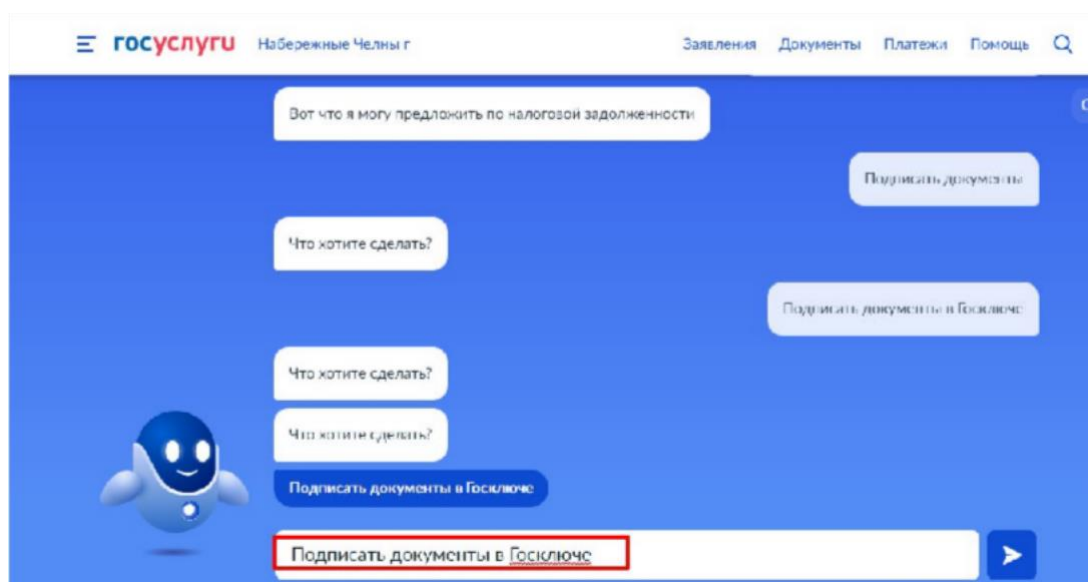 госуслуги Набережные Челны г Заявления Документы Платежи Помощь
Вот что я могу предложить по налоговой задолженности
Подписать документы
Что хотите сделать?
Подписать документы в Госключе
Что хотите сделать?
Что хотите сделать?
Подписать документы в Госключе
Подписать документы в Госключе